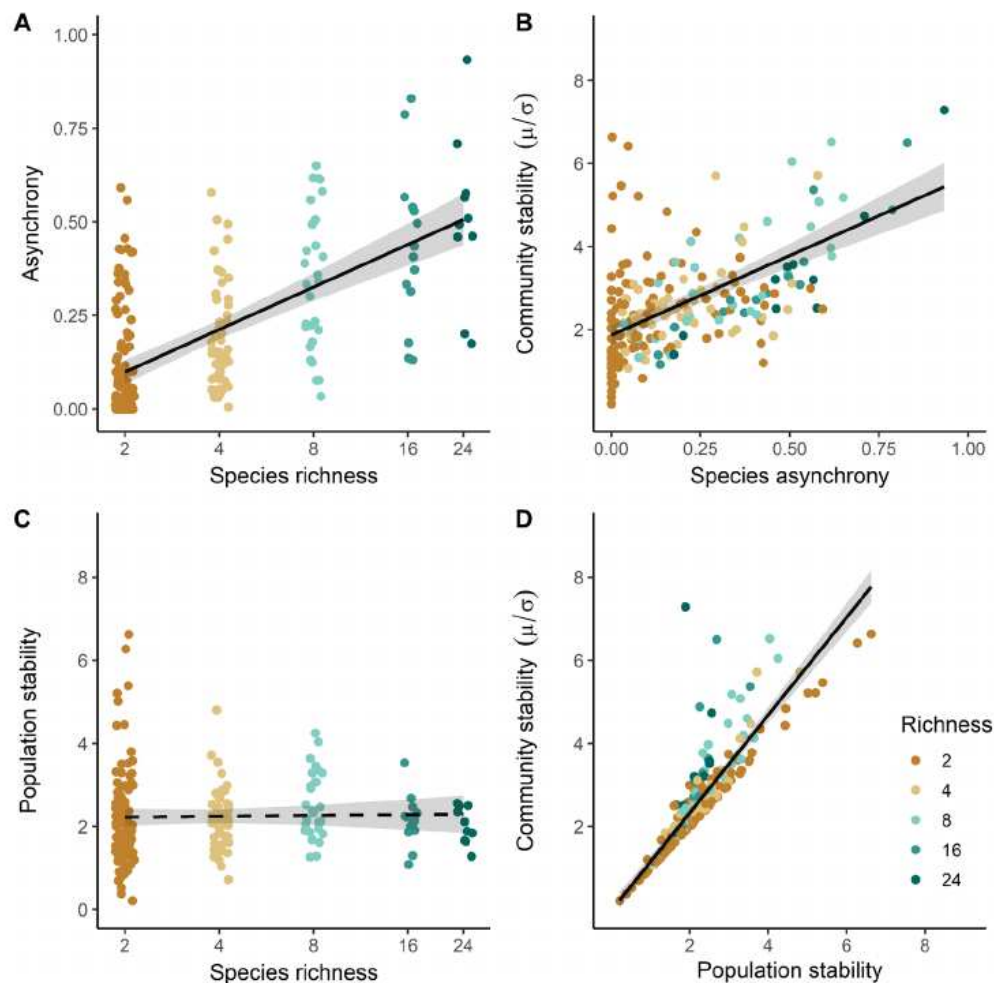 A
1.00
0.75
0.50
0.25
0.00
Asynchrony
2 4 8 16 24
Species richness
B
8
6
4
2
Community stability (μ/σ)
0.00 0.25 0.50 0.75 1.00
Species asynchrony
C
8
6
4
2
0
Population stability
2 4 8 16 24
Species richness
D
8
6
4
2
Community stability (μ/σ)
2 4 6 8
Population stability
Richness
2
4
8
16
24